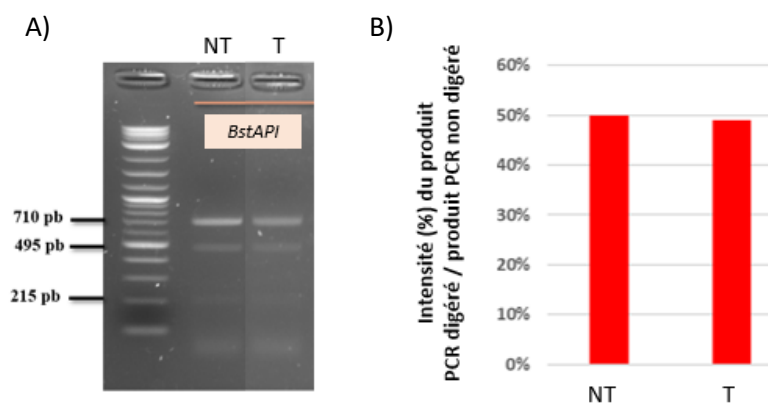 A)
NT T
BstAPI
710 pb
495 pb
215 pb
B)
Intensité (%) du produit
PCR digéré / produit PCR non digéré
60%
50%
40%
30%
20%
10%
0%
NT T